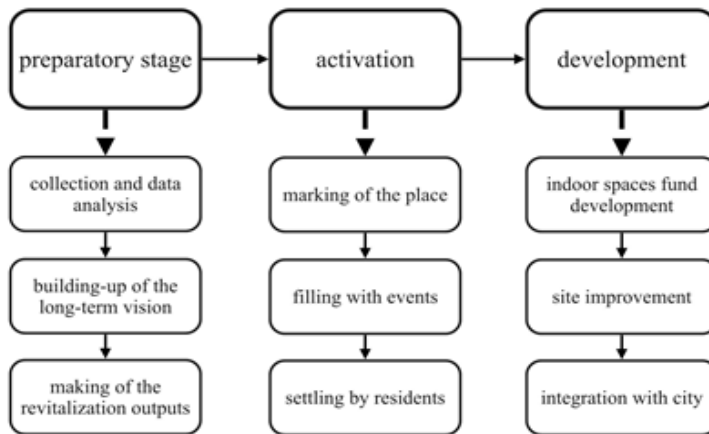 preparatory stage
activation
development
collection and data
analysis
marking of the place
indoor spaces fund
development
building-up of the
long-term vision
filling with events
site improvement
making of the
revitalization outputs
settling by residents
integration with city